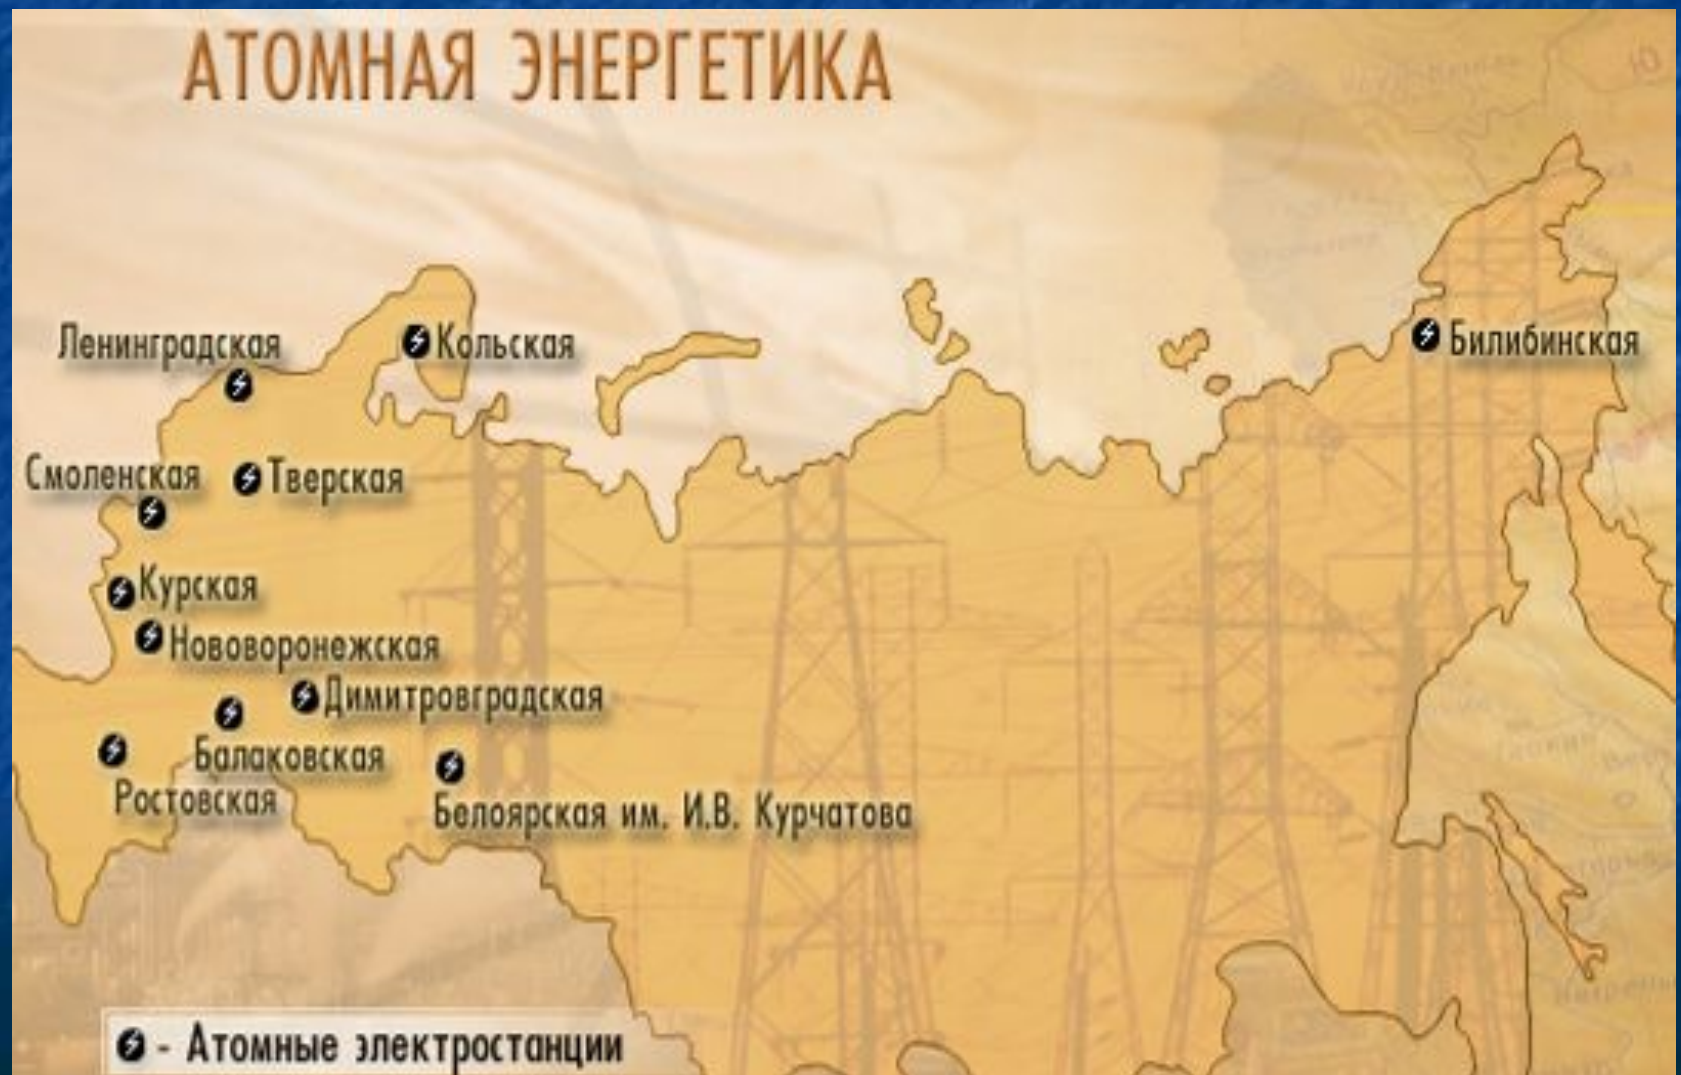 АТОМНАЯ ЭНЕРГЕТИКА
Ленинградская
Кольская
Билибинская
Смоленская
Тверская
Курская
Нововоронежская
Димитровградская
Балаковская
Ростовская
Белоярская им. И.В. Курчатова
- Атомные электростанции